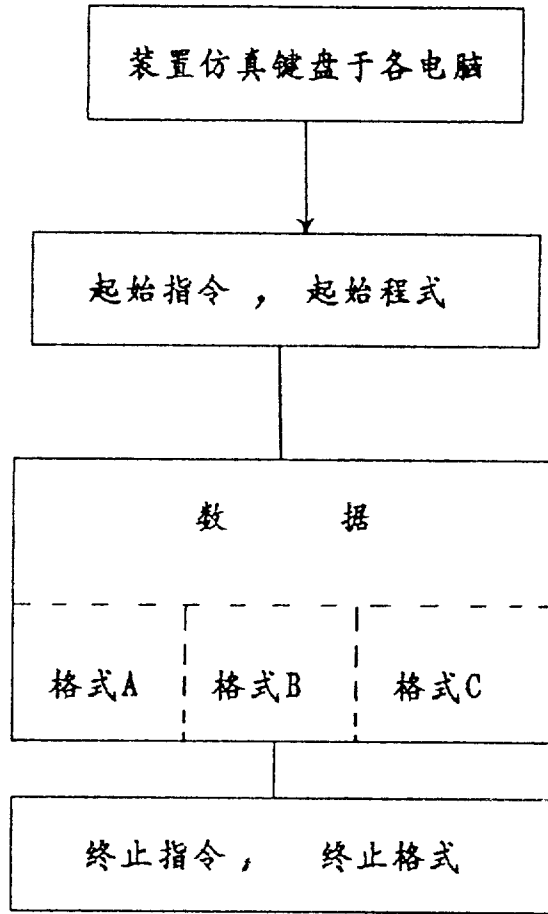 装置仿真键盘于各电脑
起始指令， 起始程式
数 据
格式A 格式B 格式C
终止指令， 终止格式